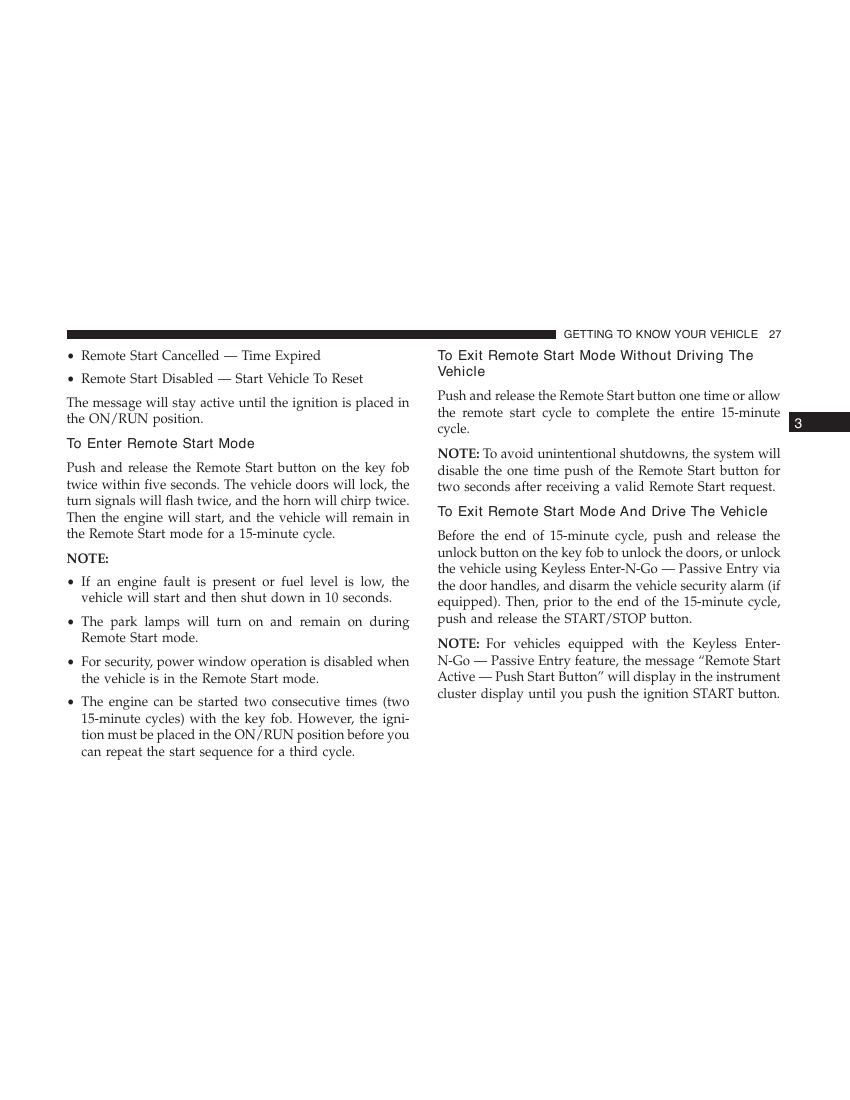 GETTING TO KNOW YOUR VEHICLE 27
• Remote Start Cancelled — Time Expired
• Remote Start Disabled — Start Vehicle To Reset
The message will stay active until the ignition is placed in
the ON/RUN position.
To Enter Remote Start Mode
Push and release the Remote Start button on the key fob
twice within five seconds. The vehicle doors will lock, the
turn signals will flash twice, and the horn will chirp twice.
Then the engine will start, and the vehicle will remain in
the Remote Start mode for a 15-minute cycle.
NOTE:
• If an engine fault is present or fuel level is low, the
vehicle will start and then shut down in 10 seconds.
• The park lamps will turn on and remain on during
Remote Start mode.
• For security, power window operation is disabled when
the vehicle is in the Remote Start mode.
• The engine can be started two consecutive times (two
15-minute cycles) with the key fob. However, the igni-
tion must be placed in the ON/RUN position before you
can repeat the start sequence for a third cycle.
To Exit Remote Start Mode Without Driving The
Vehicle
Push and release the Remote Start button one time or allow
the remote start cycle to complete the entire 15-minute
cycle.
NOTE: To avoid unintentional shutdowns, the system will
disable the one time push of the Remote Start button for
two seconds after receiving a valid Remote Start request.
To Exit Remote Start Mode And Drive The Vehicle
Before the end of 15-minute cycle, push and release the
unlock button on the key fob to unlock the doors, or unlock
the vehicle using Keyless Enter-N-Go — Passive Entry via
the door handles, and disarm the vehicle security alarm (if
equipped). Then, prior to the end of the 15-minute cycle,
push and release the START/STOP button.
NOTE: For vehicles equipped with the Keyless Enter-
N-Go — Passive Entry feature, the message “Remote Start
Active — Push Start Button” will display in the instrument
cluster display until you push the ignition START button.
3